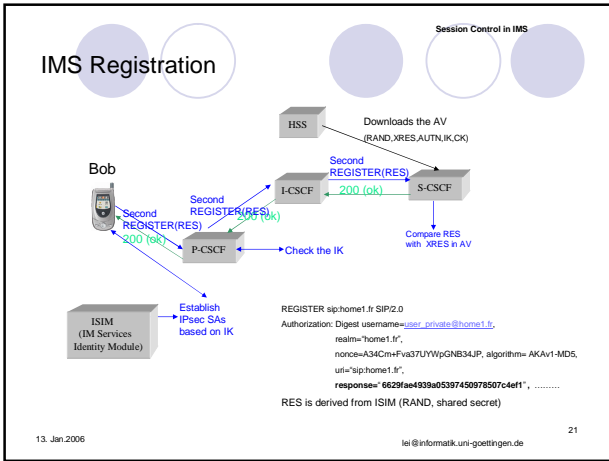 Session Control in IMS
IMS Registration
HSS
Downloads the AV
(RAND,XRES,AUTN,IK,CK)
Bob
Second
REGISTER(RES)
I-CSCF
200 (ok)
S-CSCF
Second
REGISTER(RES)
200 (ok)
Second
REGISTER(RES)
200 (ok)
P-CSCF
Check the IK
Compare RES
with XRES in AV
Establish
IPsec SAs
based on IK
ISIM
(IM Services
Identity Module)
REGISTER sip:home1.fr SIP/2.0
Authorization: Digest username=user_private@home1.fr,
realm="home1.fr",
nonce=A34Cm+Fva37UYWpGNB34JP, algorithm= AKAv1-MD5,
uri="sip:home1.fr",
response="6629fae4939a05397450978507c4ef1", ………
RES is derived from ISIM (RAND, shared secret)
13. Jan.2006
lei@informatik.uni-goettingen.de
21